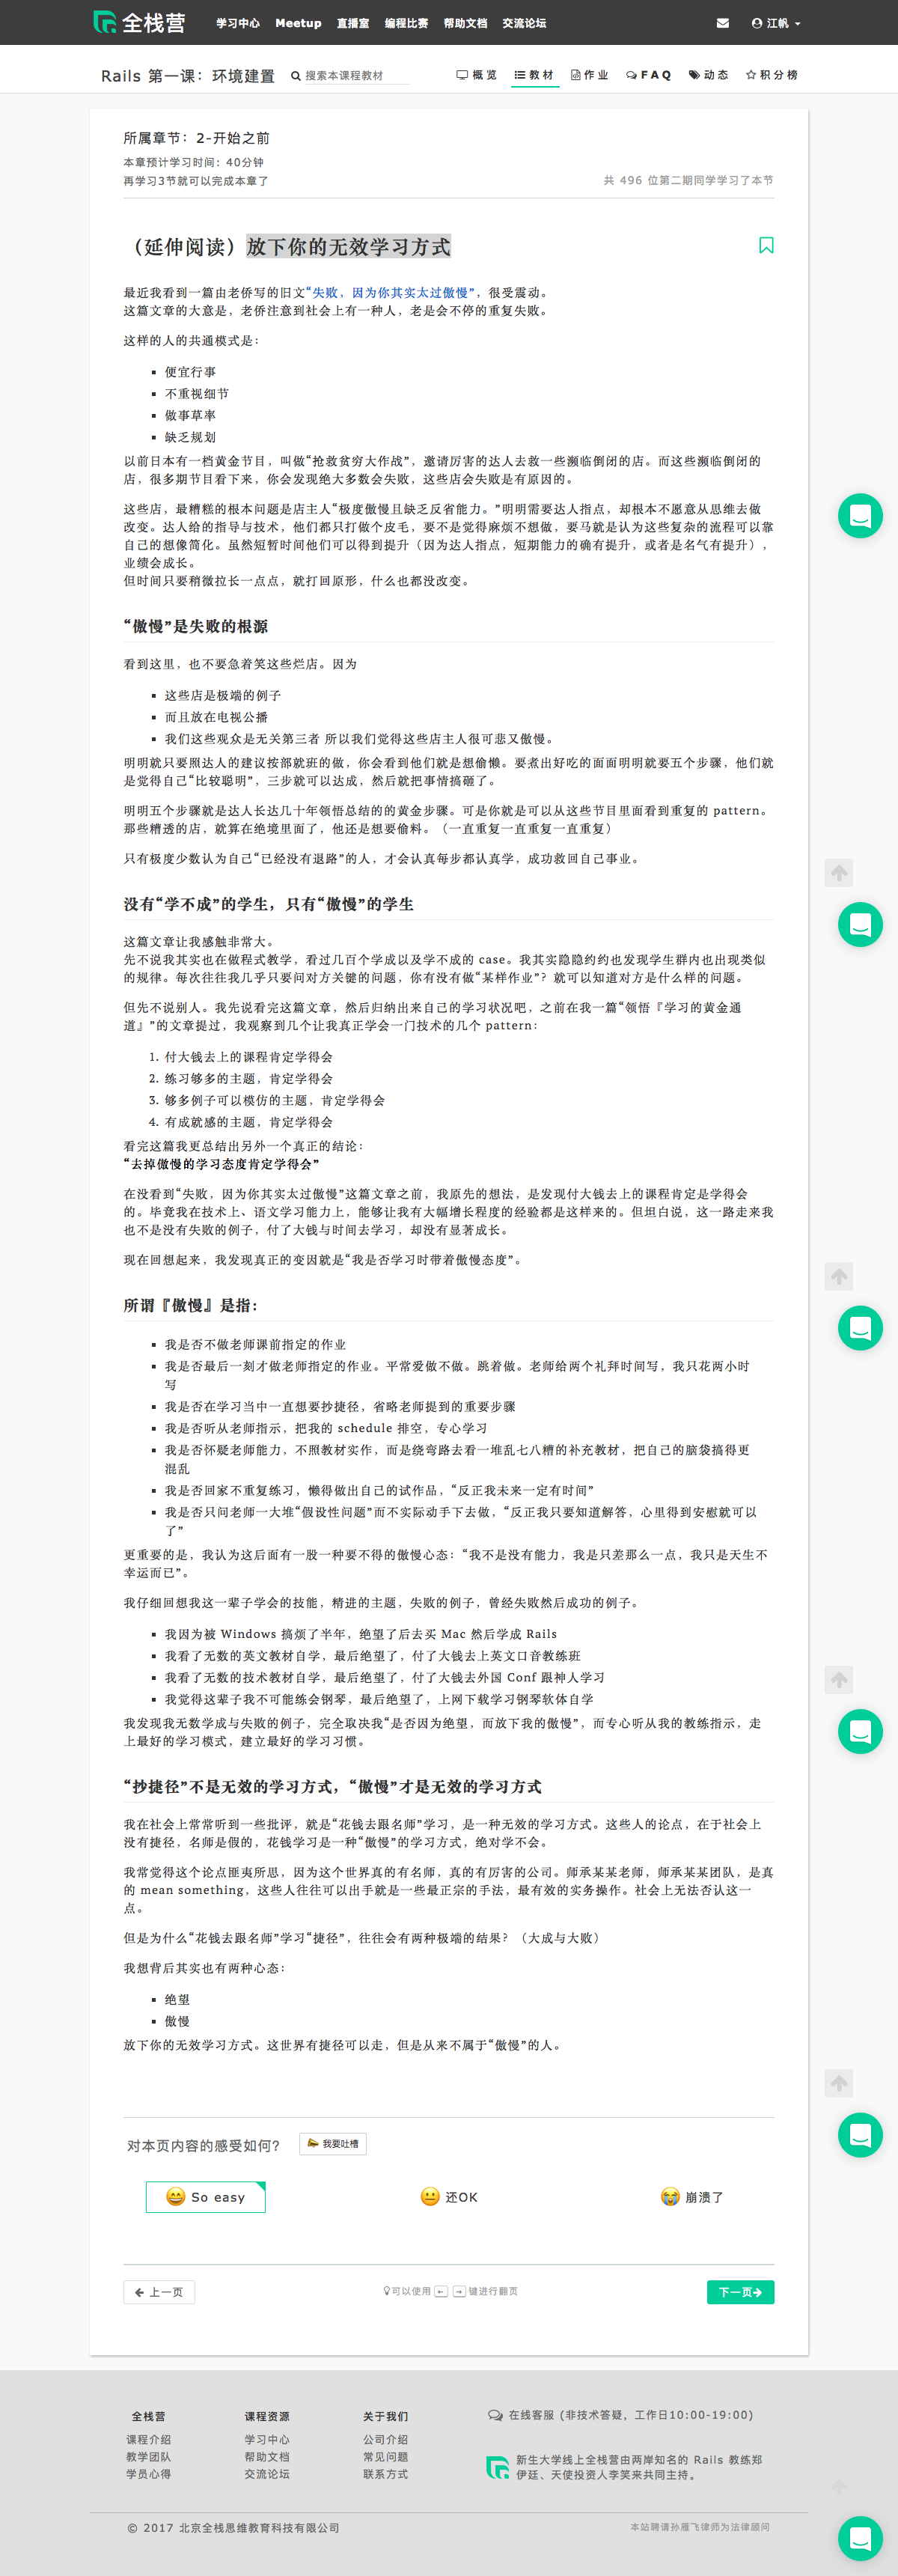 全栈营
学习中心 Meetup 直播室 编程比赛 帮助文档 交流论坛
江帆
Rails 第一课：环境建置
搜索本课程教材
概览 教材 作业 FAQ 动态 积分榜
所属章节：2-开始之前
本章预计学习时间：40分钟
再学习3节就可以完成本章了
共 496 位第二期同学学习了本节
（延伸阅读）放下你的无效学习方式
最近我看到一篇由老侨写的旧文“失败，因为你其实太过傲慢”，很受震动。
这篇文章的大意是，老侨注意到社会上有一种人，老是会不停的重复失败。
这样的人的共通模式是：
▪ 便宜行事
▪ 不重视细节
▪ 做事草率
▪ 缺乏规划
以前日本有一档黄金节目，叫做“抢救贫穷大作战”，邀请厉害的达人去救一些濒临倒闭的店。而这些濒临倒闭的
店，很多期节目看下来，你会发现绝大多数会失败，这些店会失败是有原因的。
这些店，最糟糕的根本问题是店主人“极度傲慢且缺乏反省能力。”明明需要达人指点，却根本不愿意从思维去做
改变。达人给的指导与技术，他们都只打做个皮毛，要不是觉得麻烦不想做，要马就是认为这些复杂的流程可以靠
自己的想像简化。虽然短暂时间他们可以得到提升（因为达人指点，短期能力的确有提升，或者是名气有提升），
业绩会成长。
但时间只要稍微拉长一点点，就打回原形，什么也都没改变。
“傲慢”是失败的根源
看到这里，也不要急着笑这些烂店。因为
▪ 这些店是极端的例子
▪ 而且放在电视公播
▪ 我们这些观众是无关第三者 所以我们觉得这些店主人很可悲又傲慢。
明明就只要照达人的建议按部就班的做，你会看到他们就是想偷懒。要煮出好吃的面面明明就要五个步骤，他们就
是觉得自己“比较聪明”，三步就可以达成，然后就把事情搞砸了。
明明五个步骤就是达人长达几十年领悟总结的的黄金步骤。可是你就是可以从这些节目里面看到重复的 pattern。
那些糟透的店，就算在绝境里面了，他还是想要偷料。（一直重复一直重复一直重复）
只有极度少数认为自己“已经没有退路”的人，才会认真每步都认真学，成功救回自己事业。
没有“学不成”的学生，只有“傲慢”的学生
这篇文章让我感触非常大。
先不说我其实也在做程式教学，看过几百个学成以及学不成的 case。我其实隐隐约约也发现学生群内也出现类似
的规律。每次往往我几乎只要问对方关键的问题，你有没有做“某样作业”？就可以知道对方是什么样的问题。
但先不说别人。我先说看完这篇文章，然后归纳出来自己的学习状况吧，之前在我一篇“领悟『学习的黄金通
道』”的文章提过，我观察到几个让我真正学会一门技术的几个 pattern：
1. 付大钱去上的课程肯定学得会
2. 练习够多的主题，肯定学得会
3. 够多例子可以模仿的主题，肯定学得会
4. 有成就感的主题，肯定学得会
看完这篇我更总结出另外一个真正的结论：
“去掉傲慢的学习态度肯定学得会”
在没看到“失败，因为你其实太过傲慢”这篇文章之前，我原先的想法，是发现付大钱去上的课程肯定是学得会
的。毕竟我在技术上、语文学习能力上，能够让我有大幅增长程度的经验都是这样来的。但坦白说，这一路走来我
也不是没有失败的例子，付了大钱与时间去学习，却没有显著成长。
现在回想起来，我发现真正的变因就是“我是否学习时带着傲慢态度”。
所谓『傲慢』是指：
▪ 我是否不做老师课前指定的作业
▪ 我是否最后一刻才做老师指定的作业。平常爱做不做。跳着做。老师给两个礼拜时间写，我只花两小时
写
▪ 我是否在学习当中一直想要抄捷径，省略老师提到的重要步骤
▪ 我是否听从老师指示，把我的 schedule 排空，专心学习
▪ 我是否怀疑老师能力，不照教材实作，而是绕弯路去看一堆乱七八糟的补充教材，把自己的脑袋搞得更
混乱
▪ 我是否回家不重复练习，懒得做出自己的试作品，“反正我未来一定有时间”
▪ 我是否只问老师一大堆“假设性问题”而不实际动手下去做，“反正我只要知道解答，心里得到安慰就可以
了”
更重要的是，我认为这后面有一股一种要不得的傲慢心态：“我不是没有能力，我是只差那么一点，我只是天生不
幸运而已”。
我仔细回想我这一辈子学会的技能，精进的主题，失败的例子，曾经失败然后成功的例子。
▪ 我因为被 Windows 搞烦了半年，绝望了后去买 Mac 然后学成 Rails
▪ 我看了无数的英文教材自学，最后绝望了，付了大钱去上英文口音教练班
▪ 我看了无数的技术教材自学，最后绝望了，付了大钱去外国 Conf 跟神人学习
▪ 我觉得这辈子我不可能练会钢琴，最后绝望了，上网下载学习钢琴软体自学
我发现我无数学成与失败的例子，完全取决我“是否因为绝望，而放下我的傲慢”，而专心听从我的教练指示，走
上最好的学习模式，建立最好的学习习惯。
“抄捷径”不是无效的学习方式，“傲慢”才是无效的学习方式
我在社会上常常听到一些批评，就是“花钱去跟名师”学习，是一种无效的学习方式。这些人的论点，在于社会上
没有捷径，名师是假的，花钱学习是一种“傲慢”的学习方式，绝对学不会。
我常觉得这个论点匪夷所思，因为这个世界真的有名师，真的有厉害的公司。师承某某老师，师承某某团队，是真
的 mean something，这些人往往可以出手就是一些最正宗的手法，最有效的实务操作。社会上无法否认这一
点。
但是为什么“花钱去跟名师”学习“捷径”，往往会有两种极端的结果？（大成与大败）
我想背后其实也有两种心态：
▪ 绝望
▪ 傲慢
放下你的无效学习方式。这世界有捷径可以走，但是从来不属于“傲慢”的人。
对本页内容的感受如何？ 我要吐槽
So easy 还OK 崩溃了
上一页 可以使用 ← → 键进行翻页 下一页
全栈营 课程资源 关于我们
课程介绍 学习中心 公司介绍
教学团队 帮助文档 常见问题
学员心得 交流论坛 联系方式
在线客服 (非技术答疑，工作日10:00-19:00)
新生大学线上全栈营由两岸知名的 Rails 教练郑
伊廷、天使投资人李笑来共同主持。
© 2017 北京全栈思维教育科技有限公司
本站聘请孙雁飞律师为法律顾问